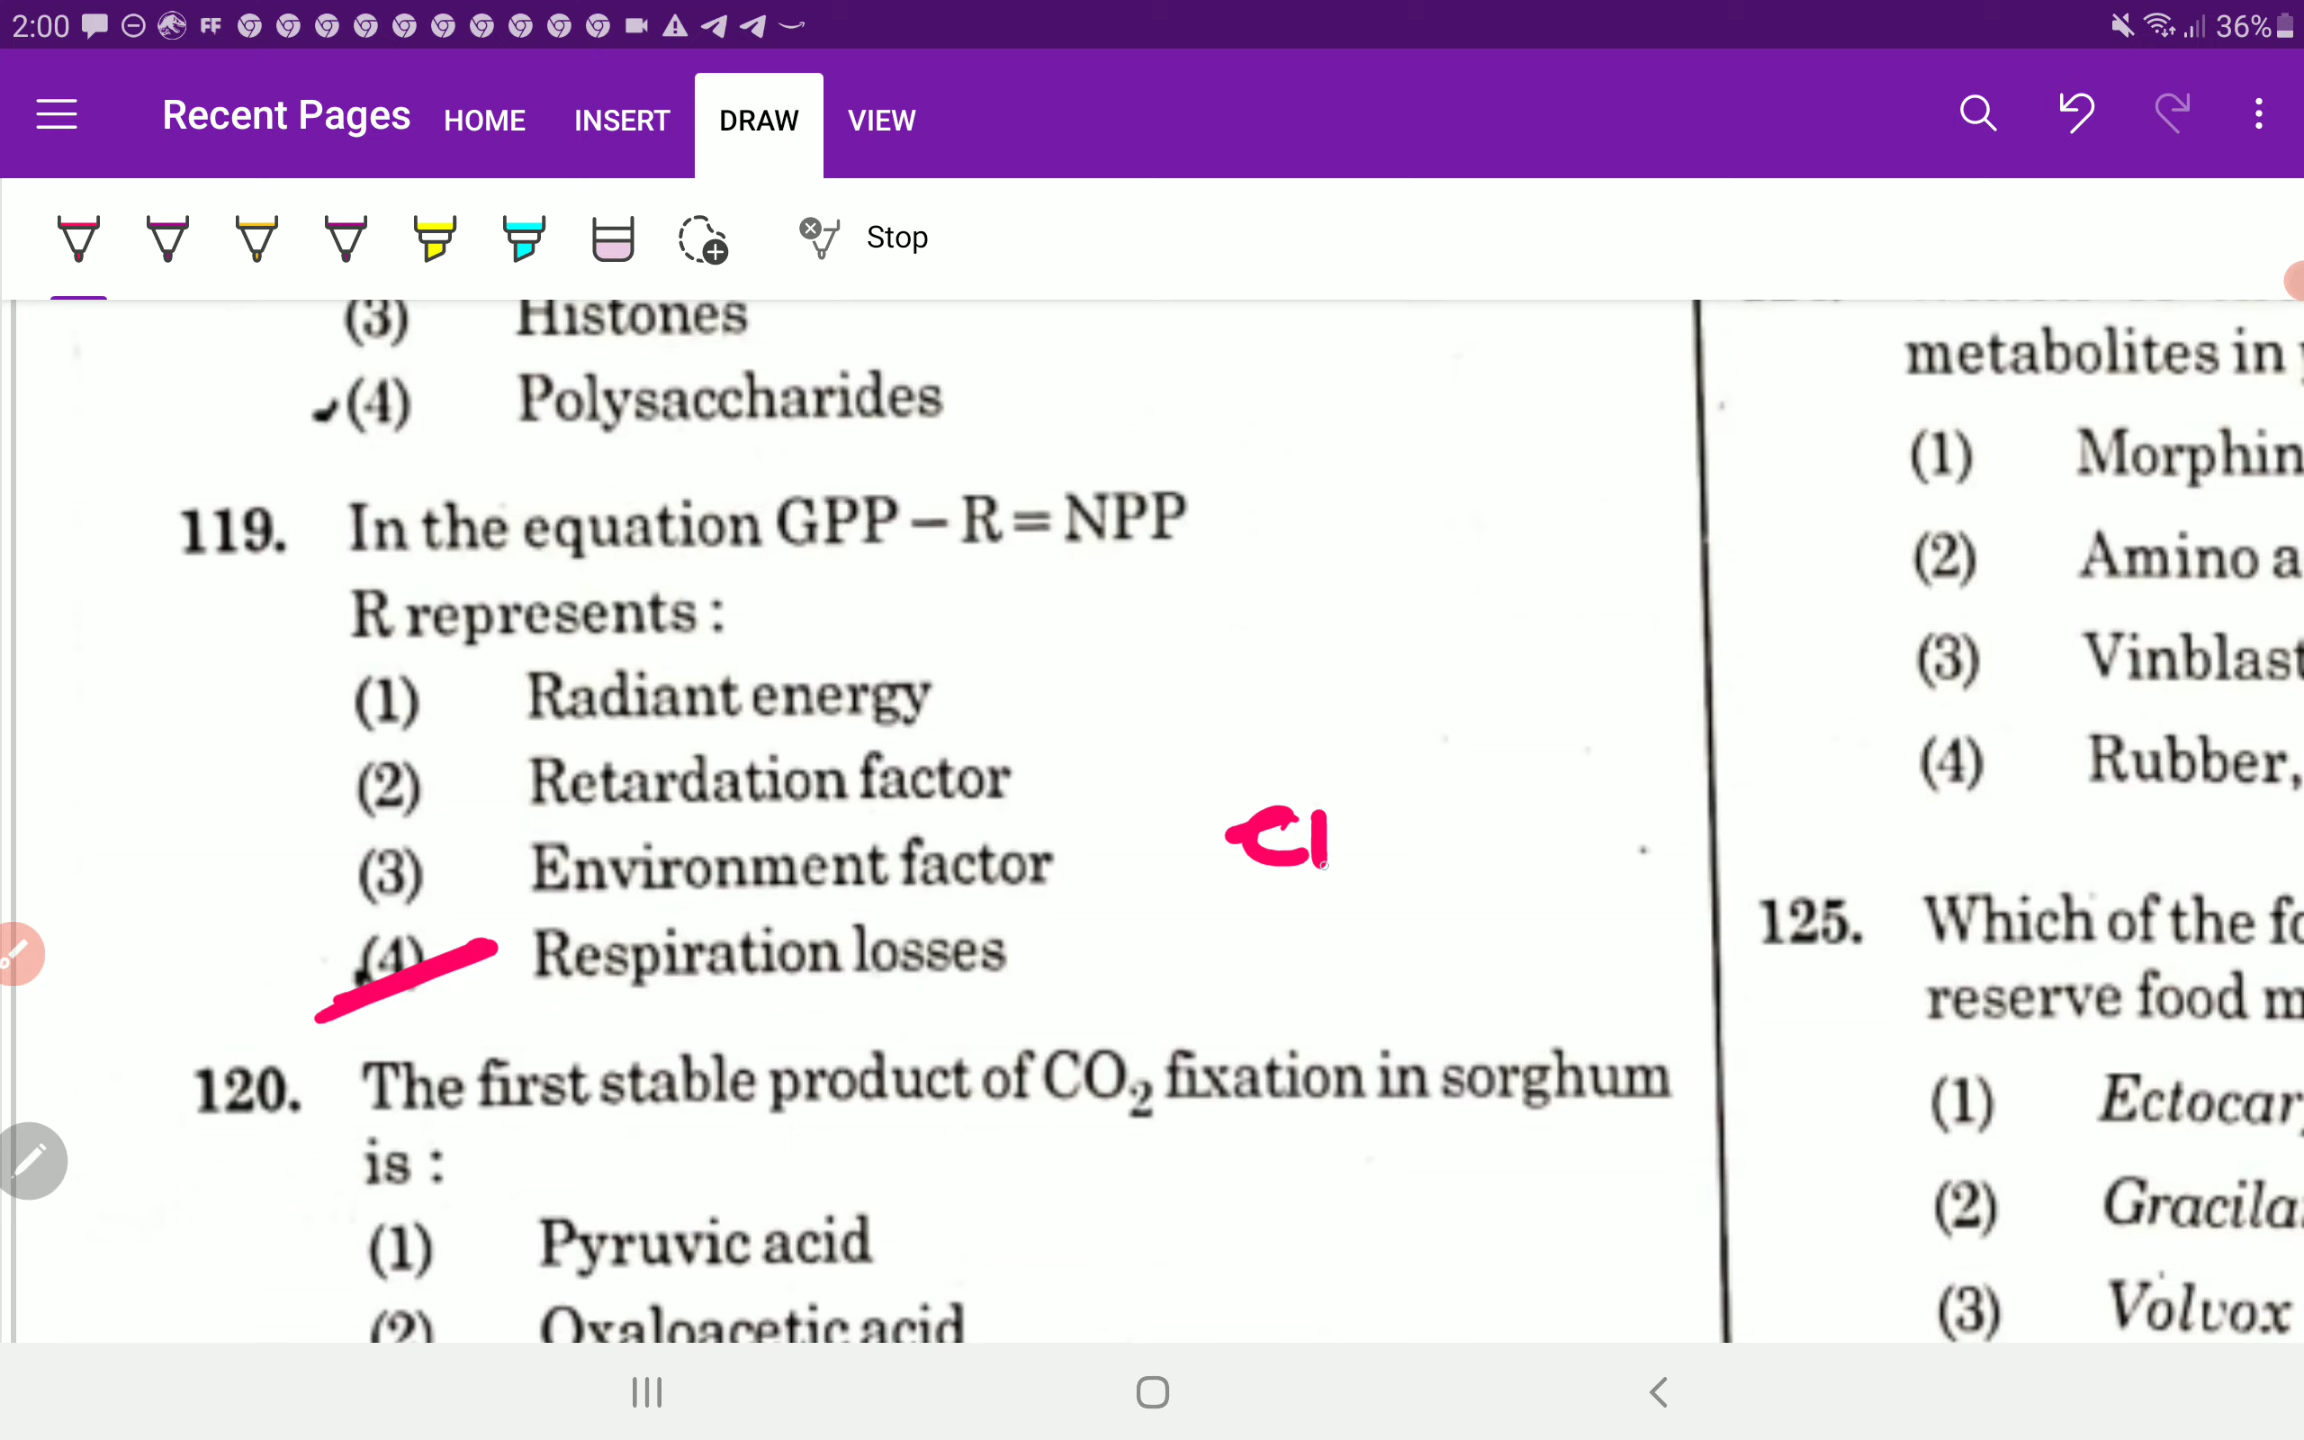 2:00 FF 36%
Recent Pages HOME INSERT DRAW VIEW
Stop
(3) Histones
(4) Polysaccharides
119. In the equation GPP – R = NPP
R represents :
(1) Radiant energy
(2) Retardation factor
(3) Environment factor
(4) Respiration losses
120. The first stable product of CO₂ fixation in sorghum
is :
(1) Pyruvic acid
(2) Oxaloacetic acid
metabolites in
(1) Morphin
(2) Amino a
(3) Vinblast
(4) Rubber,
125. Which of the fo
reserve food m
(1) Ectocar
(2) Gracila
(3) Volvox